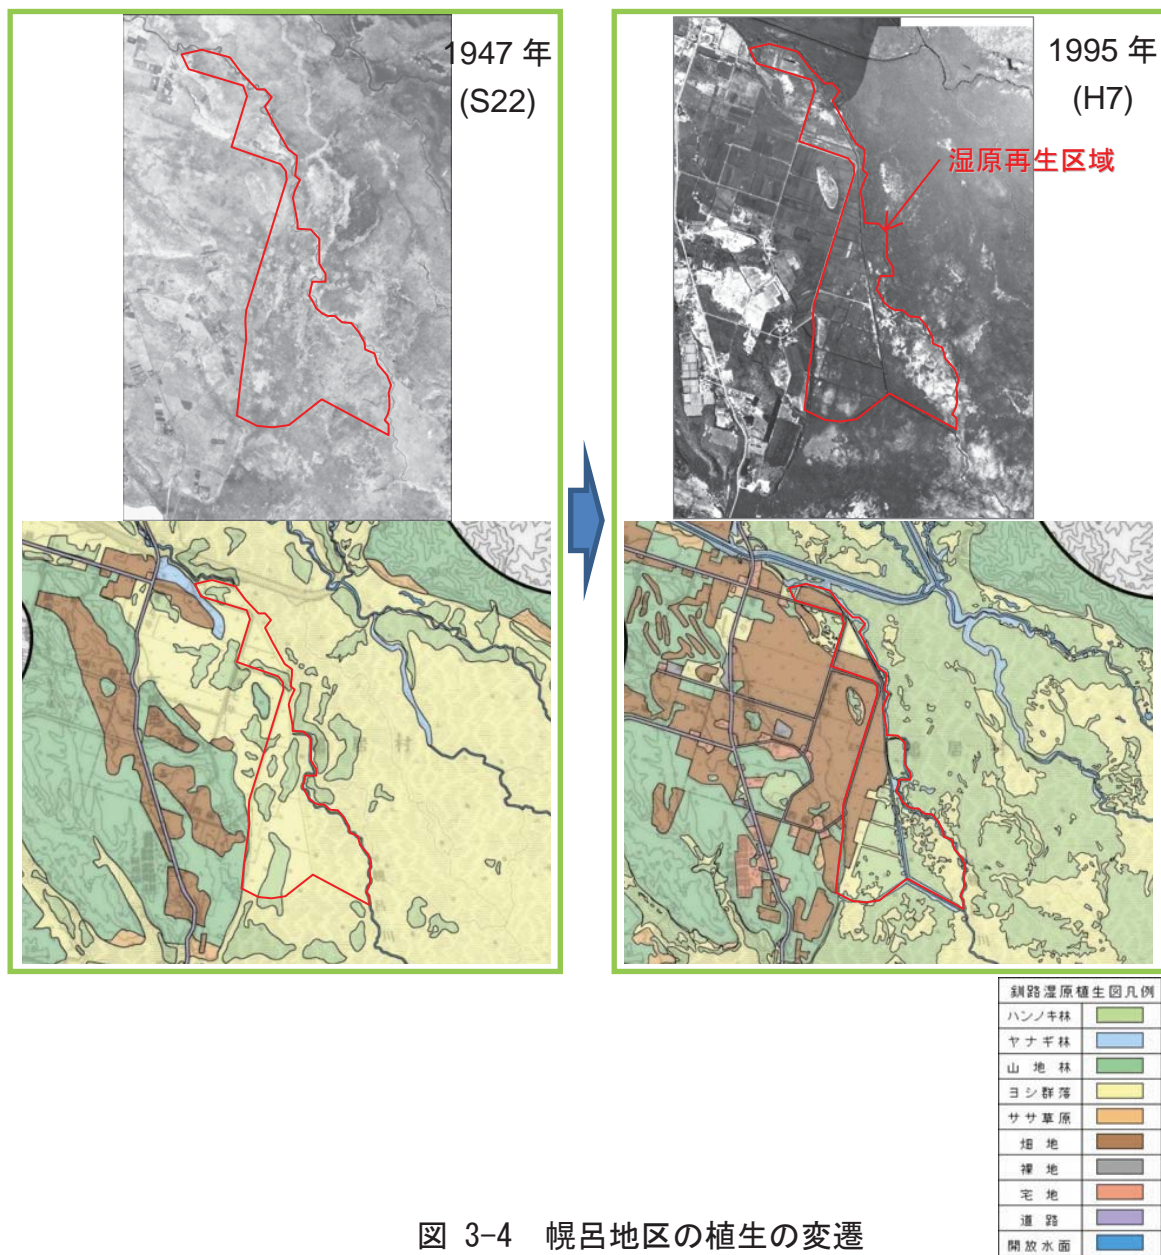 1947 年
(S22)
1995 年
(H7)
湿原再生区域
釧路湿原植生図凡例
ハンノキ林
ヤナギ林
山 地 林
ヨシ群落
ササ草原
畑 地
裸 地
宅 地
道 路
開放水面
図 3-4 幌呂地区の植生の変遷